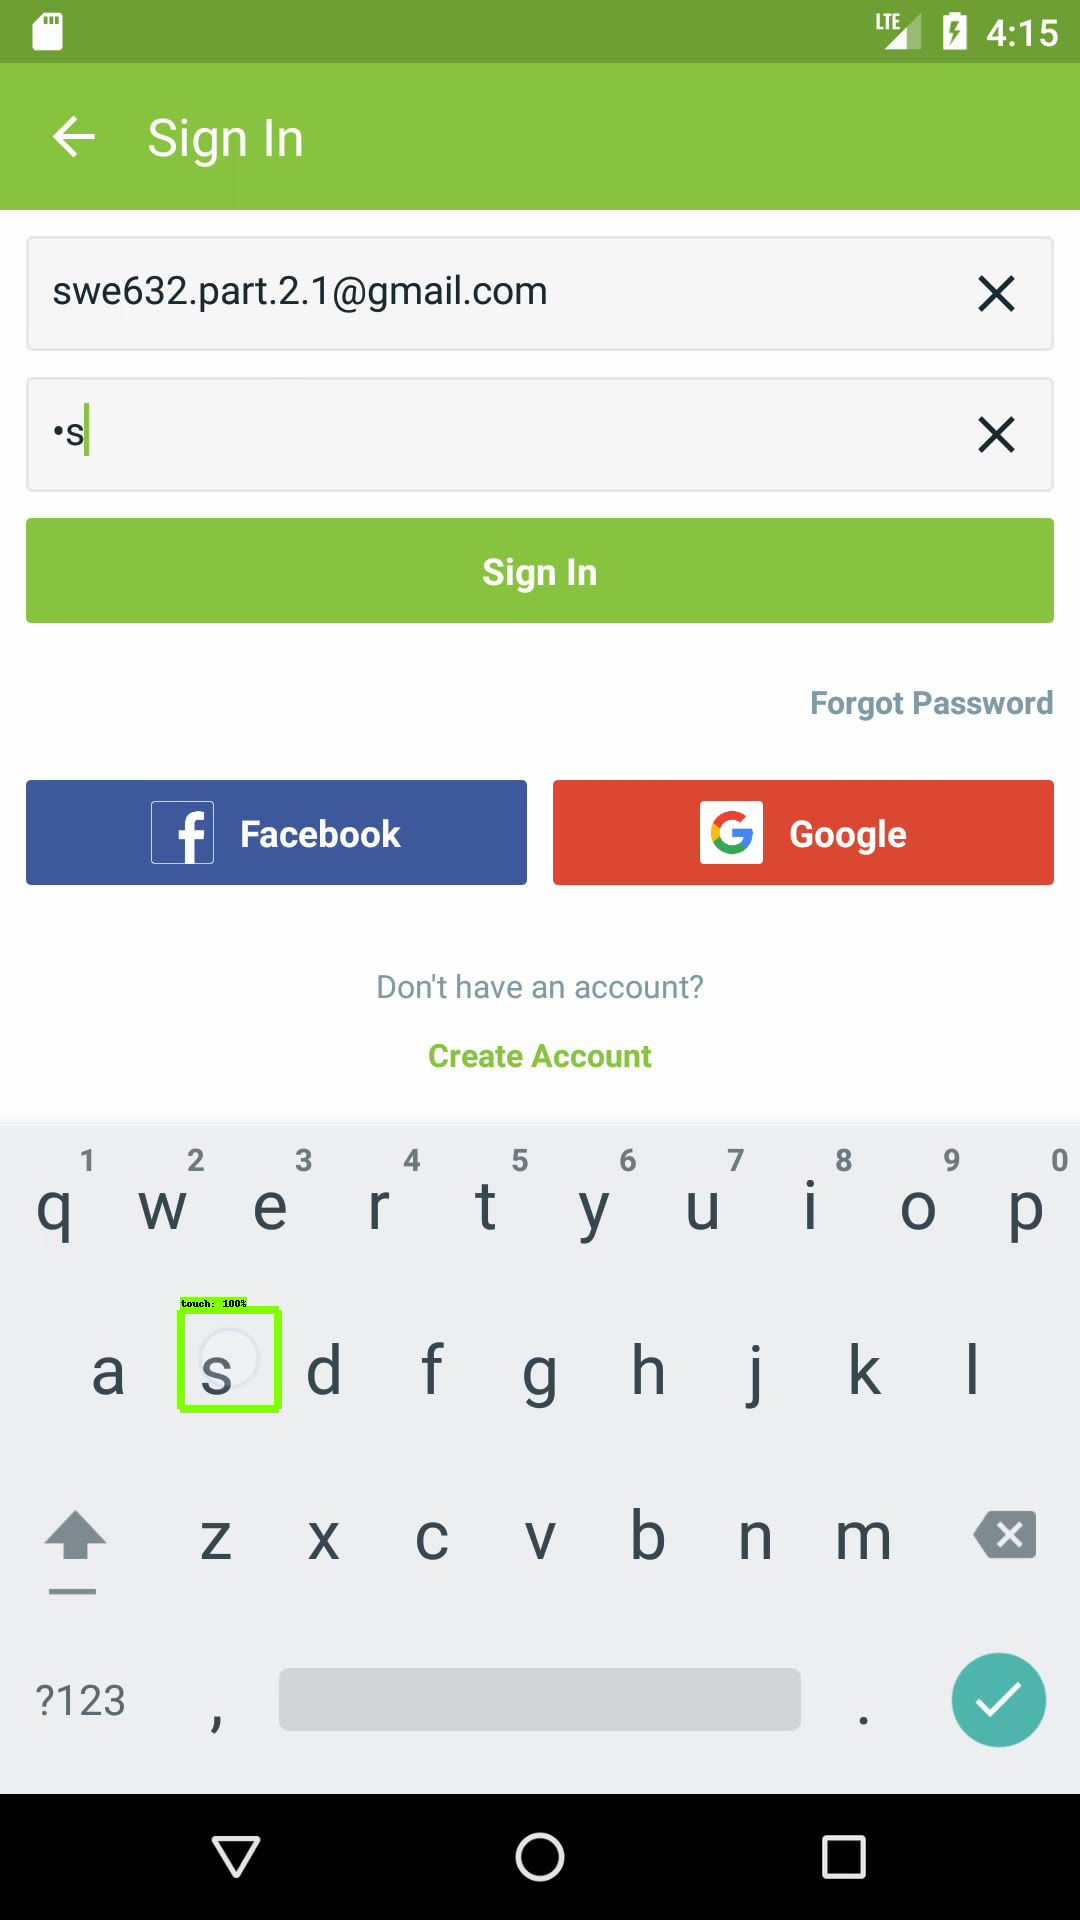 LTE 4:15
Sign In
swe632.part.2.1@gmail.com
•s
Sign In
Forgot Password
Facebook Google
Don't have an account?
Create Account
1 2 3 4 5 6 7 8 9 0
q w e r t y u i o p
touch: 100%
a s d f g h j k l
z x c v b n m
?123 , .